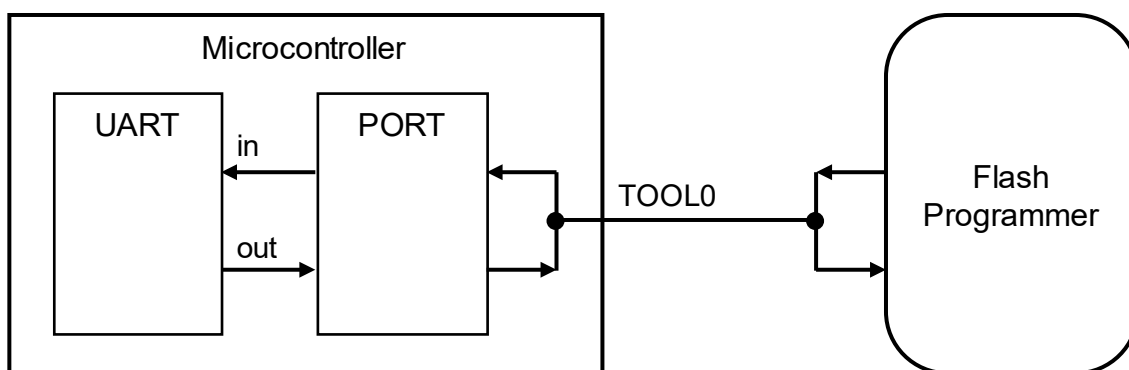 Microcontroller
UART
PORT
in
out
TOOL0
Flash
Programmer